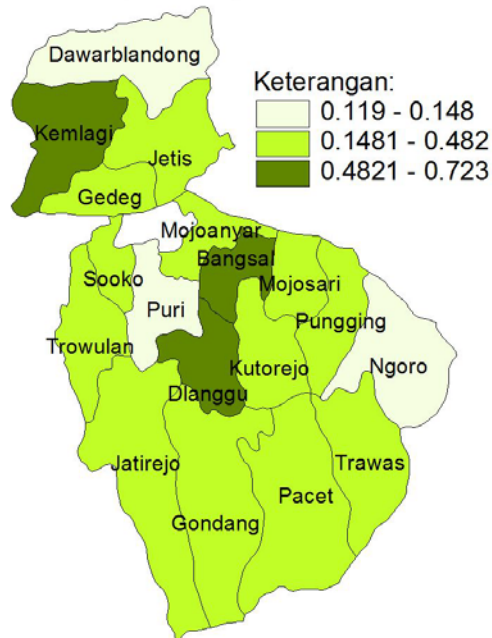 Dawarblandong
Keterangan:
0.119 - 0.148
0.1481 - 0.482
0.4821 - 0.723
Kemlagi
Jetis
Gedeg
Mojoanyar
Bangsal
Sooko
Mojosari
Puri
Pungging
Trowulan
Kutorejo
Ngoro
Dlanggu
Jatirejo
Trawas
Pacet
Gondang